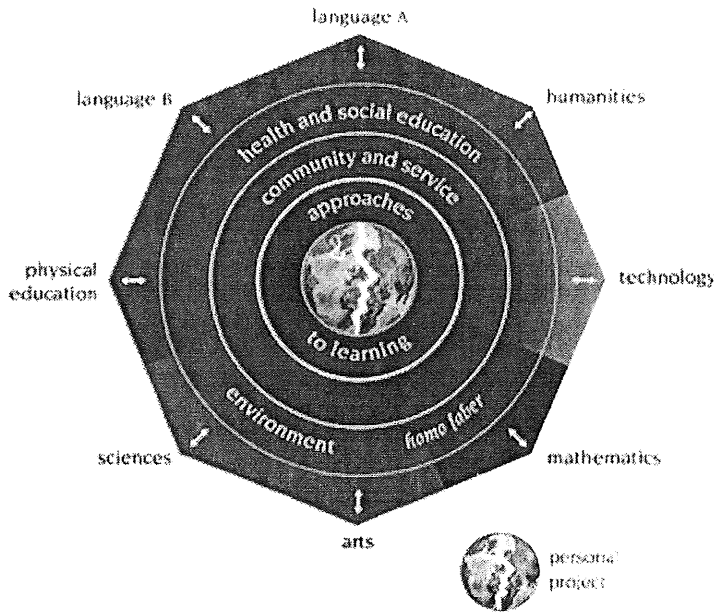 language A
language B
humanities
health and social education
community and service
approaches
physical
education
technology
to learning
environment
homo faber
sciences
mathematics
arts
personal
project